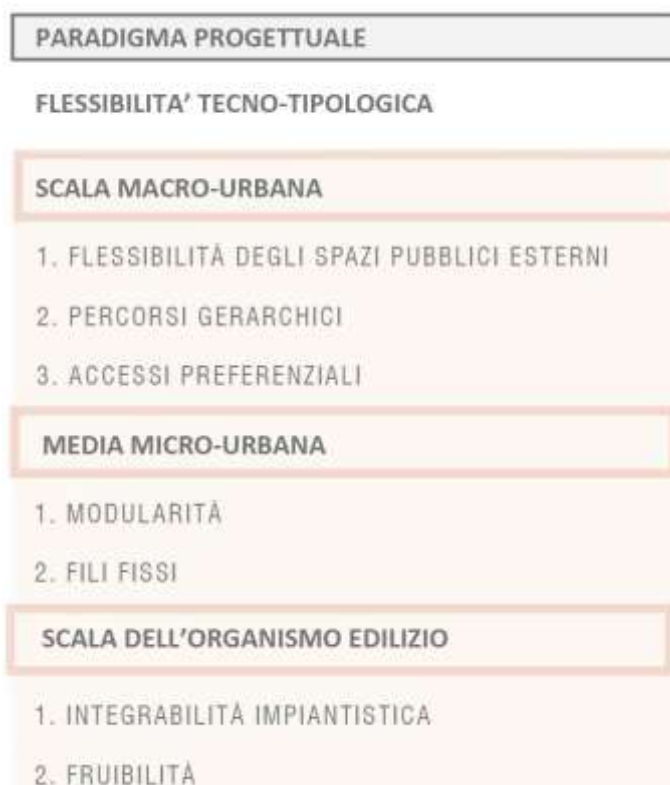 PARADIGMA PROGETTUALE
FLESSIBILITA' TECNO-TIPOLOGICA
SCALA MACRO-URBANA
1. FLESSIBILITÀ DEGLI SPAZI PUBBLICI ESTERNI
2. PERCORSI GERARCHICI
3. ACCESSI PREFERENZIALI
MEDIA MICRO-URBANA
1. MODULARITÀ
2. FILI FISSI
SCALA DELL'ORGANISMO EDILIZIO
1. INTEGRABILITÀ IMPIANTISTICA
2. FRUIBILITÀ